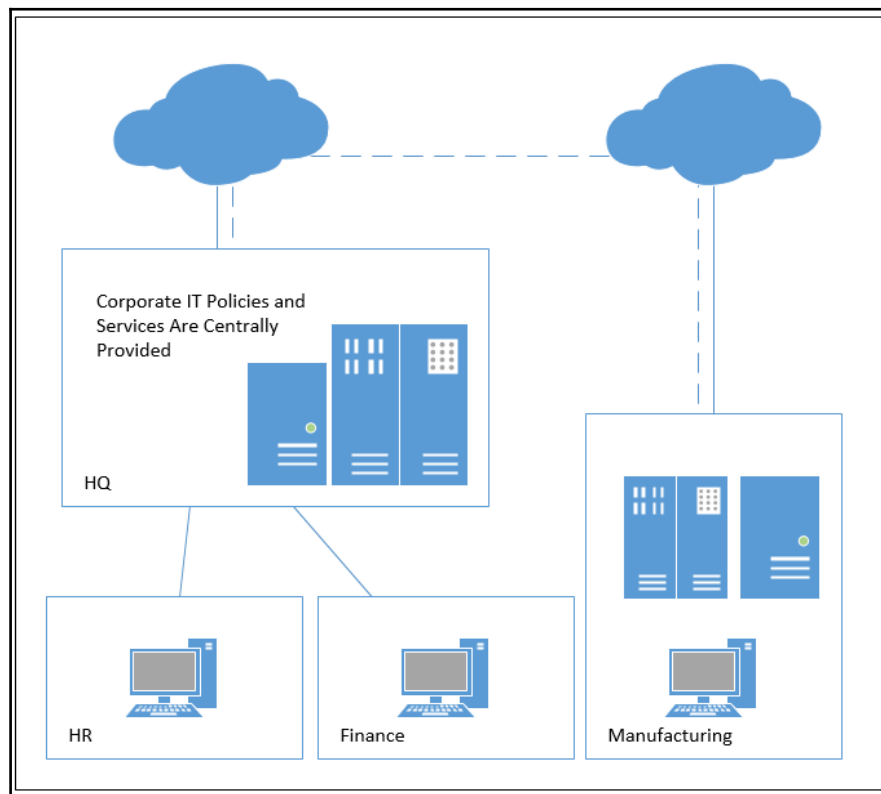 Corporate IT Policies and
Services Are Centrally
Provided
HQ
HR
Finance
Manufacturing